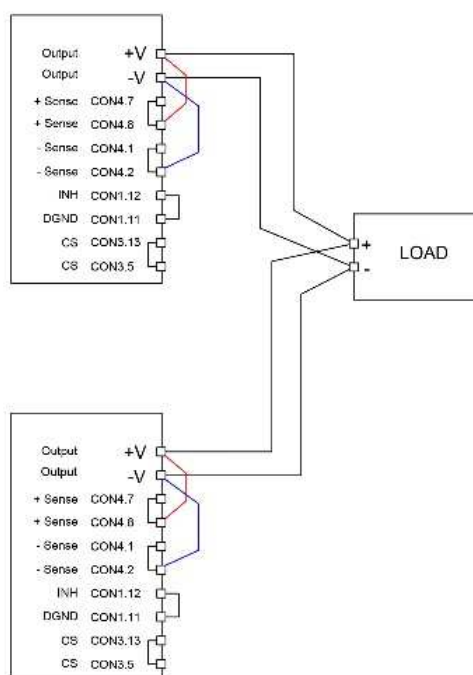 Output +V
Output -V
+ Sense CON4.7
+ Sense CON4.8
- Sense CON4.1
- Sense CON4.2
INH CON1.12
DGND CON1.11
CS CON3.13
CS CON3.5
+ LOAD
-
Output +V
Output -V
+ Sense CON4.7
+ Sense CON4.8
- Sense CON4.1
- Sense CON4.2
INH CON1.12
DGND CON1.11
CS CON3.13
CS CON3.5